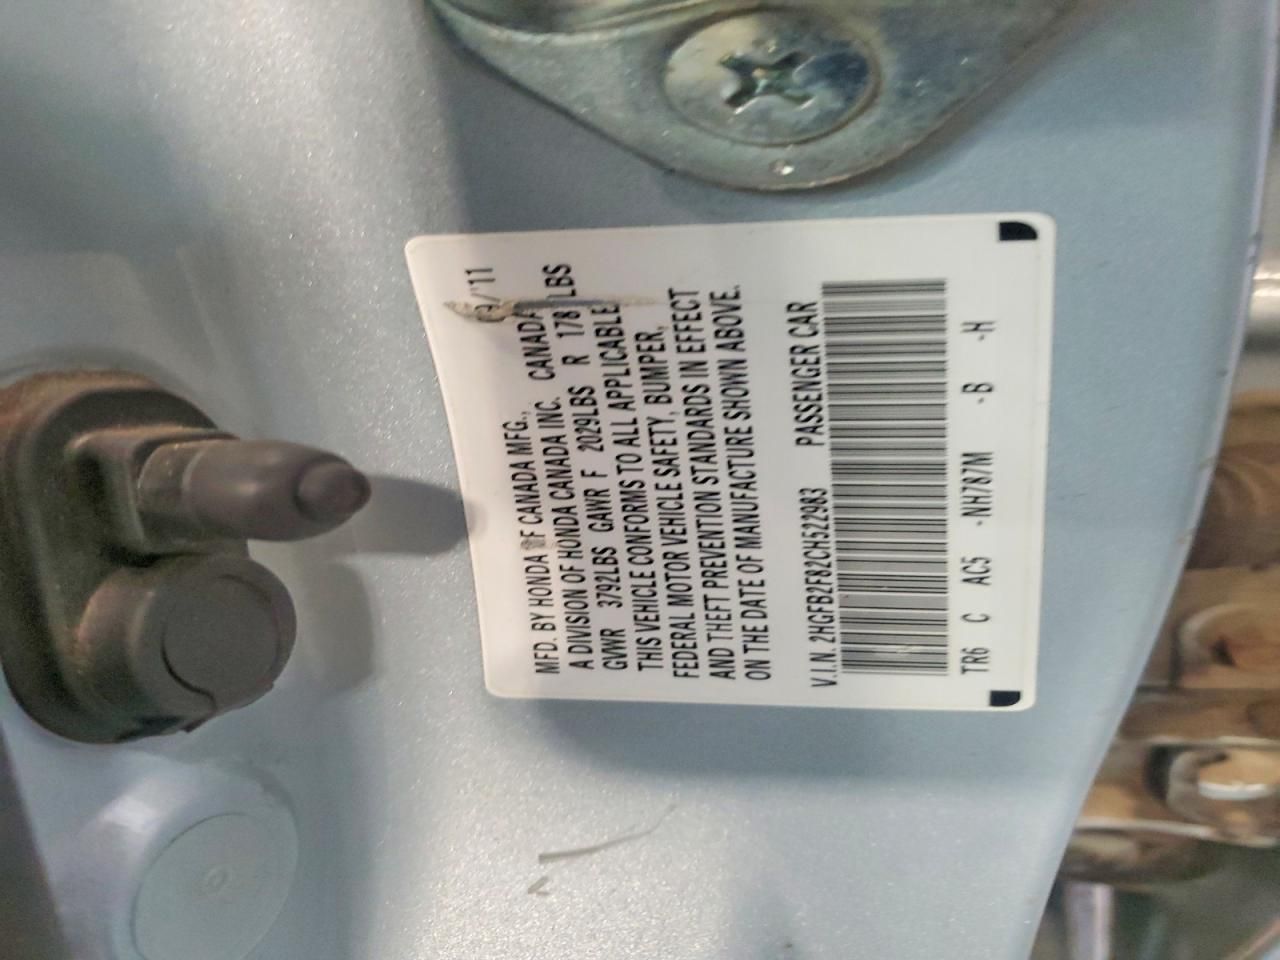 /'11
MFD. BY HONDA OF CANADA MFG.,
A DIVISION OF HONDA CANADA INC. CANADA
GVWR 3792LBS GAWR F 2029LBS R 178 LBS
THIS VEHICLE CONFORMS TO ALL APPLICABLE
FEDERAL MOTOR VEHICLE SAFETY, BUMPER,
AND THEFT PREVENTION STANDARDS IN EFFECT
ON THE DATE OF MANUFACTURE SHOWN ABOVE.
V.I.N. 2HGFB2F82CH522983 PASSENGER CAR
TR6 C AC5 -NH787M -B -H